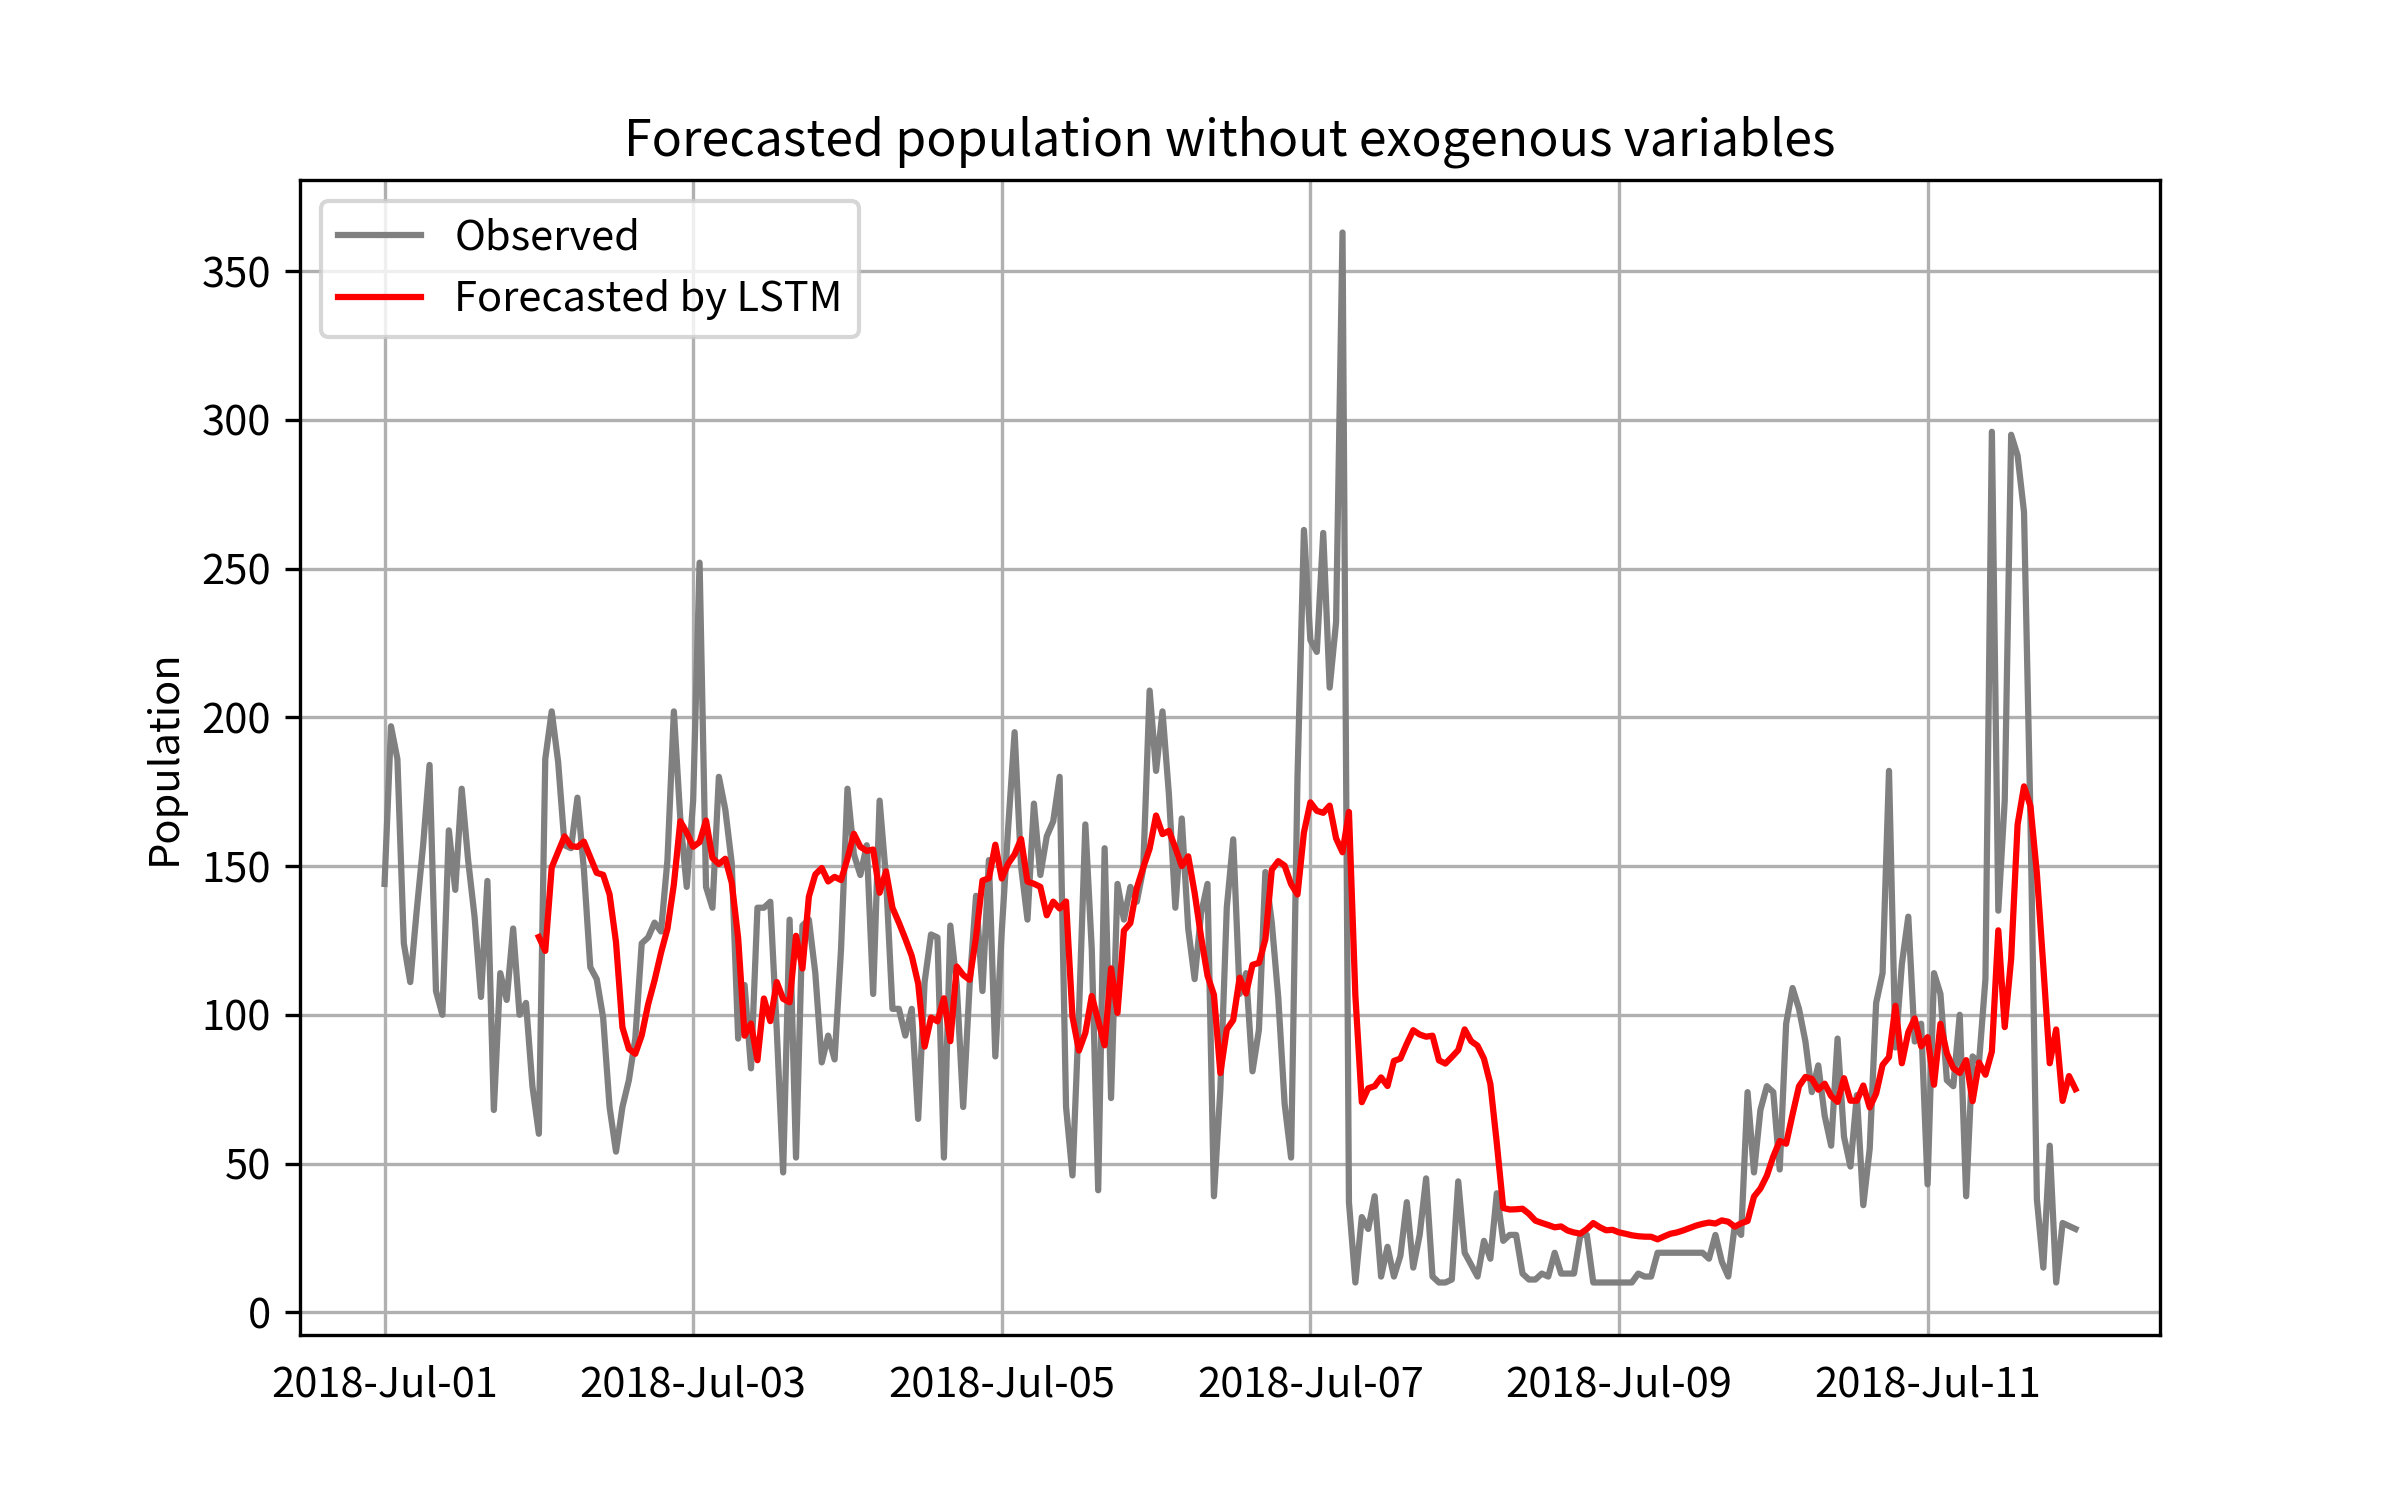 Forecasted population without exogenous variables
Observed
Forecasted by LSTM
Population
350
300
250
200
150
100
50
0
2018-Jul-01 2018-Jul-03 2018-Jul-05 2018-Jul-07 2018-Jul-09 2018-Jul-11